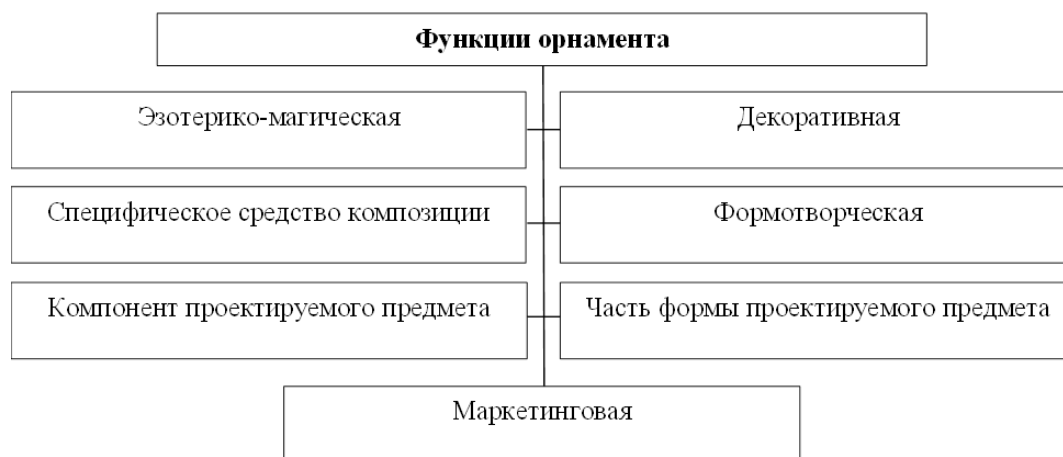 Функции орнамента
Эзотерико-магическая
Декоративная
Специфическое средство композиции
Формотворческая
Компонент проектируемого предмета
Часть формы проектируемого предмета
Маркетинговая